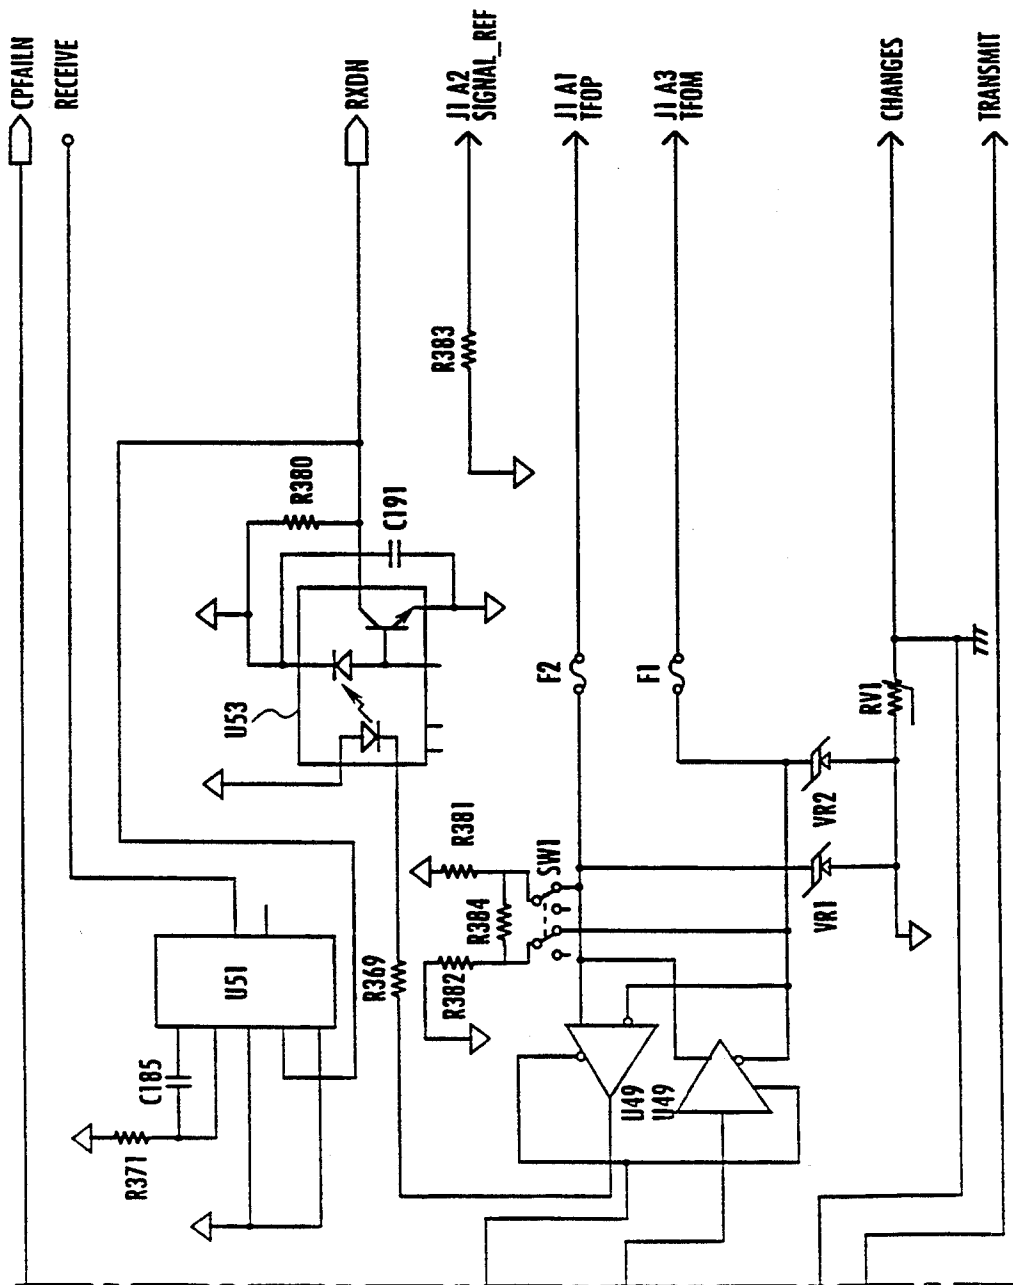 CPFAILN
RECEIVE
RXDN
J1 A2
SIGNAL_REF
J1 A1
TFOP
J1 A3
TFOM
CHANGES
TRANSMIT
R383
R380
C191
U53
F2
F1
RV1
VR2
VR1
R381
SW1
R384
R382
R369
U51
C185
R371
U49
U49